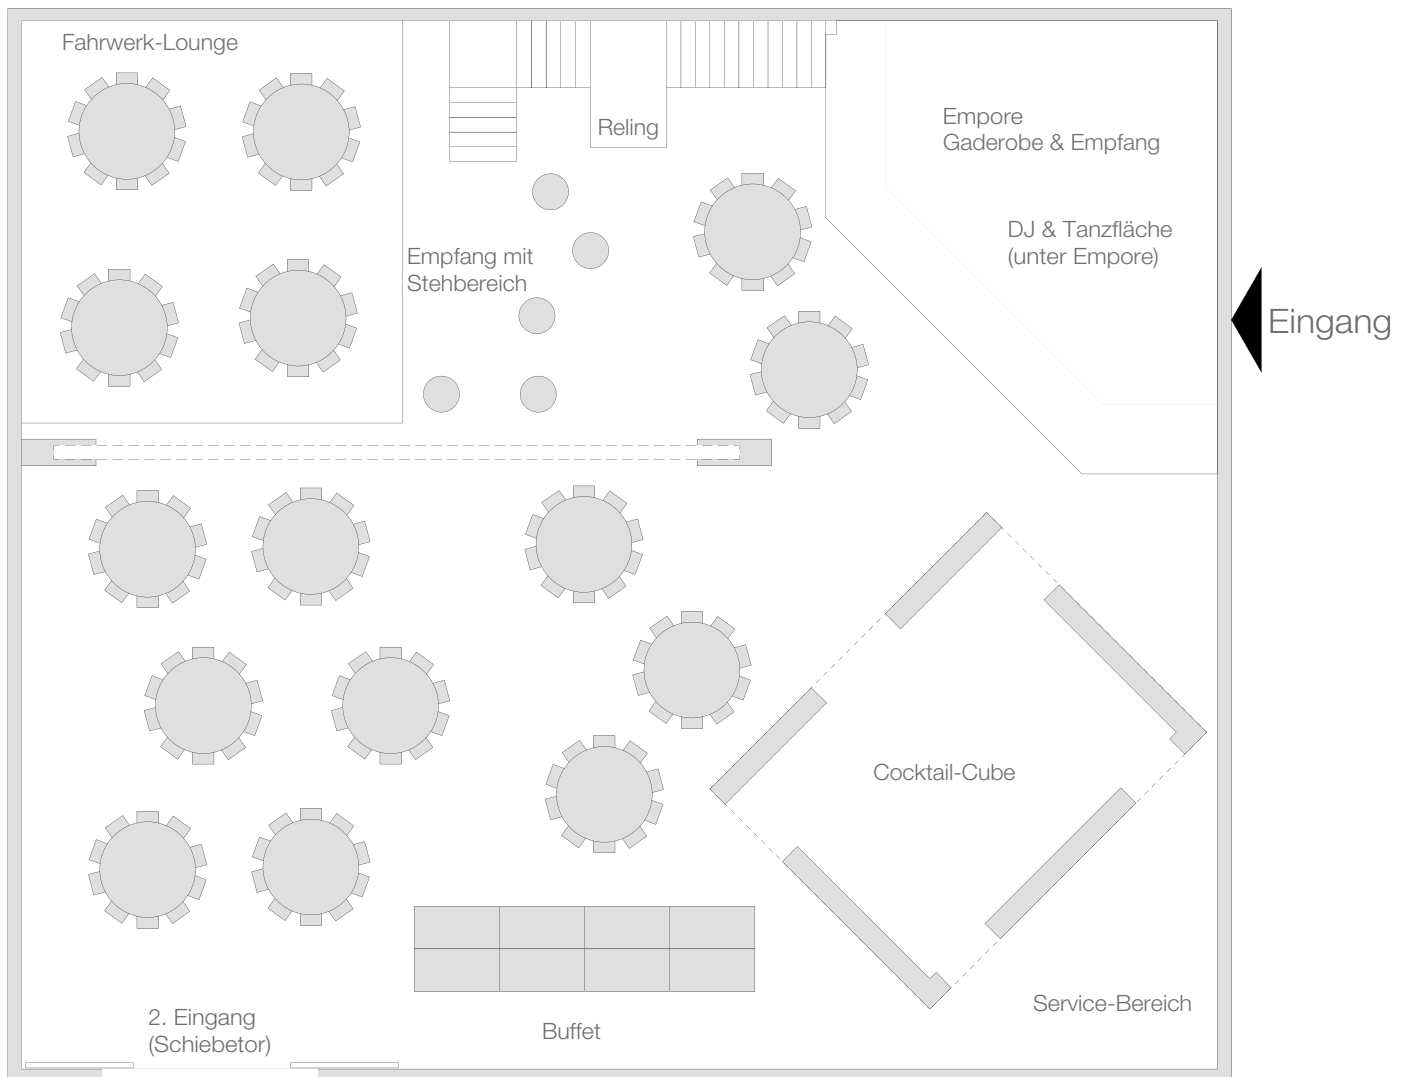 Fahrwerk-Lounge
Reling
Empore
Gaderobe & Empfang
DJ & Tanzfläche
(unter Empore)
Empfang mit
Stehbereich
Eingang
Cocktail-Cube
2. Eingang
(Schiebetor)
Buffet
Service-Bereich